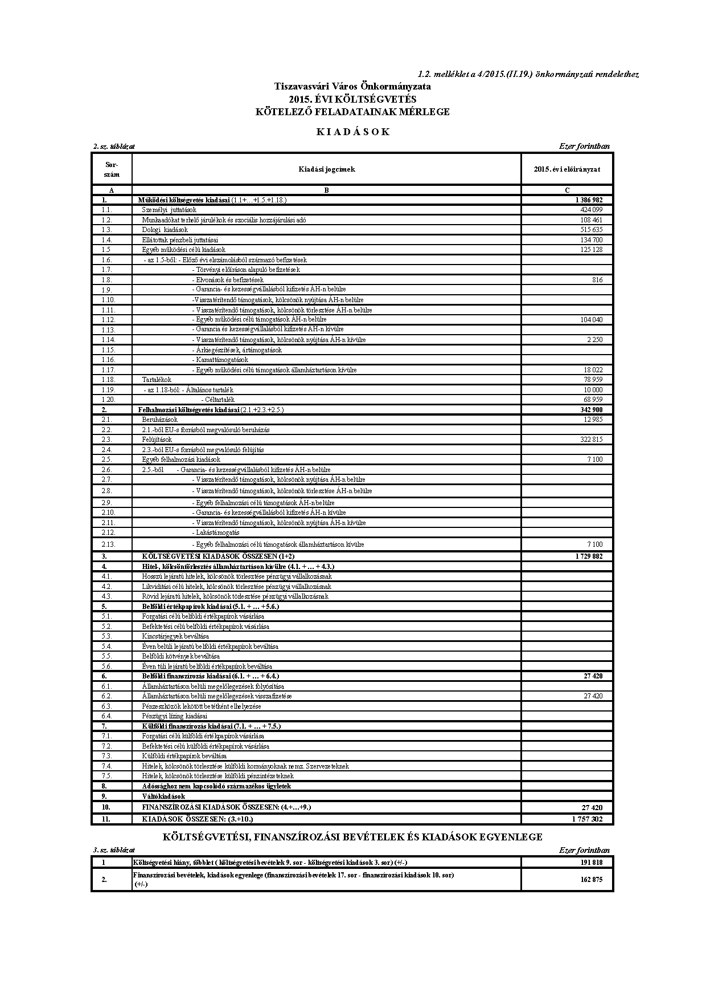 1.2. melléklet a 4/2015.(II.19.) önkormányzati rendelethez
Tiszavasvári Város Önkormányzata
2015. ÉVI KÖLTSÉGVETÉS
KÖTELEZŐ FELADATAINAK MÉRLEGE
K I A D Á S O K
2. sz. táblázat Ezer forintban
Sor-
szám Kiadási jogcímek 2015. évi előirányzat
A B C
1. Működési költségvetés kiadásai (1.1+…+1.5.+1.18.) 1 386 982
1.1. Személyi juttatások 424 099
1.2. Munkaadókat terhelő járulékok és szociális hozzájárulási adó 108 461
1.3. Dologi kiadások 515 635
1.4. Ellátottak pénzbeli juttatásai 134 700
1.5 Egyéb működési célú kiadások 125 128
1.6. - az 1.5-ből: - Előző évi elszámolásból származó befizetések
1.7. - Törvényi előíráson alapuló befizetések
1.8. - Elvonások és befizetések 816
1.9. - Garancia- és kezességvállalásból kifizetés ÁH-n belülre
1.10. -Visszatérítendő támogatások, kölcsönök nyújtása ÁH-n belülre
1.11. - Visszatérítendő támogatások, kölcsönök törlesztése ÁH-n belülre
1.12. - Egyéb működési célú támogatások ÁH-n belülre 104 040
1.13. - Garancia és kezességvállalásból kifizetés ÁH-n kívülre
1.14. - Visszatérítendő támogatások, kölcsönök nyújtása ÁH-n kívülre 2 250
1.15. - Árkiegészítések, ártámogatások
1.16. - Kamattámogatások
1.17. - Egyéb működési célú támogatások államháztartáson kívülre 18 022
1.18. Tartalékok 78 959
1.19. - az 1.18-ból: - Általános tartalék 10 000
1.20. - Céltartalék 68 959
2. Felhalmozási költségvetés kiadásai (2.1.+2.3.+2.5.) 342 900
2.1. Beruházások 12 985
2.2. 2.1.-ből EU-s forrásból megvalósuló beruházás
2.3. Felújítások 322 815
2.4. 2.3.-ból EU-s forrásból megvalósuló felújítás
2.5. Egyéb felhalmozási kiadások 7 100
2.6. 2.5.-ből - Garancia- és kezességvállalásból kifizetés ÁH-n belülre
2.7. - Visszatérítendő támogatások, kölcsönök nyújtása ÁH-n belülre
2.8. - Visszatérítendő támogatások, kölcsönök törlesztése ÁH-n belülre
2.9. - Egyéb felhalmozási célú támogatások ÁH-n belülre
2.10. - Garancia- és kezességvállalásból kifizetés ÁH-n kívülre
2.11. - Visszatérítendő támogatások, kölcsönök nyújtása ÁH-n kívülre
2.12. - Lakástámogatás
2.13. - Egyéb felhalmozási célú támogatások államháztartáson kívülre 7 100
3. KÖLTSÉGVETÉSI KIADÁSOK ÖSSZESEN (1+2) 1 729 882
4. Hitel-, kölcsöntörlesztés államháztartáson kívülre (4.1. + … + 4.3.)
4.1. Hosszú lejáratú hitelek, kölcsönök törlesztése pénzügyi vállalkozásnak
4.2. Likviditási célú hitelek, kölcsönök törlesztése pénzügyi vállalkozásnak
4.3. Rövid lejáratú hitelek, kölcsönök törlesztése pénzügyi vállalkozásnak
5. Belföldi értékpapírok kiadásai (5.1. + … + 5.6.)
5.1. Forgatási célú belföldi értékpapírok vásárlása
5.2. Befektetési célú belföldi értékpapírok vásárlása
5.3. Kincstárjegyek beváltása
5.4. Éven belüli lejáratú belföldi értékpapírok beváltása
5.5. Belföldi kötvények beváltása
5.6. Éven túli lejáratú belföldi értékpapírok beváltása
6. Belföldi finanszírozás kiadásai (6.1. + … + 6.4.) 27 420
6.1. Államháztartáson belüli megelőlegezések folyósítása
6.2. Államháztartáson belüli megelőlegezések visszafizetése 27 420
6.3. Pénzeszközök lekötött betétként elhelyezése
6.4. Pénzügyi lízing kiadásai
7. Külföldi finanszírozás kiadásai (7.1. + … + 7.5.)
7.1. Forgatási célú külföldi értékpapírok vásárlása
7.2. Befektetési célú külföldi értékpapírok vásárlása
7.3. Külföldi értékpapírok beváltása
7.4. Hitelek, kölcsönök törlesztése külföldi kormányoknak nemz. Szervezeteknek
7.5. Hitelek, kölcsönök törlesztése külföldi pénzintézeteknek
8. Adóssághoz nem kapcsolódó származékos ügyletek
9. Váltókiadások
10. FINANSZÍROZÁSI KIADÁSOK ÖSSZESEN: (4.+…+9.) 27 420
11. KIADÁSOK ÖSSZESEN: (3.+10.) 1 757 302
KÖLTSÉGVETÉSI, FINANSZÍROZÁSI BEVÉTELEK ÉS KIADÁSOK EGYENLEGE
3. sz. táblázat Ezer forintban
1 Költségvetési hiány, többlet ( költségvetési bevételek 9. sor - költségvetési kiadások 3. sor) (+/-) 191 818
2. Finanszírozási bevételek, kiadások egyenlege (finanszírozási bevételek 17. sor - finanszírozási kiadások 10. sor)
(+/-) 162 875